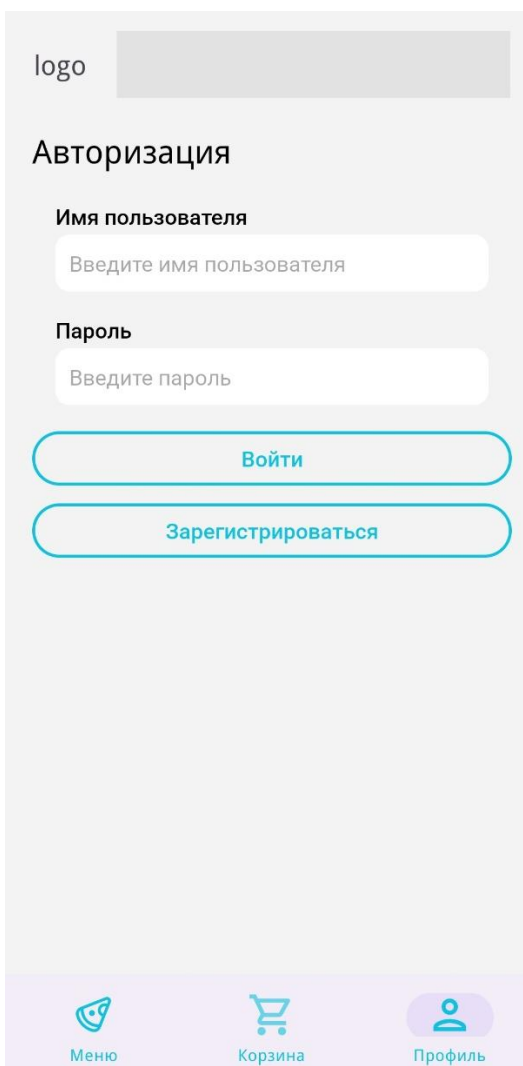 logo
Авторизация
Имя пользователя
Введите имя пользователя
Пароль
Введите пароль
Войти
Зарегистрироваться
Меню
Корзина
Профиль